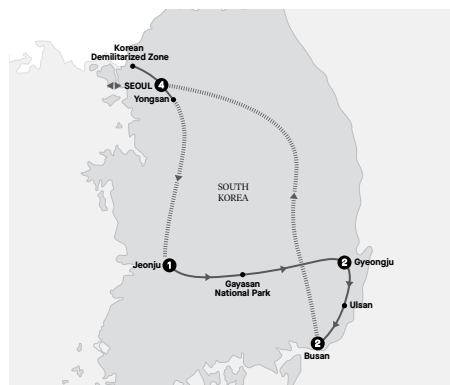 Korean
Demilitarized Zone
SEOUL 4
Yongsan
SOUTH
KOREA
Jeonju 1
Gayasan
National Park
2 Gyeongju
Ulsan
2
Busan